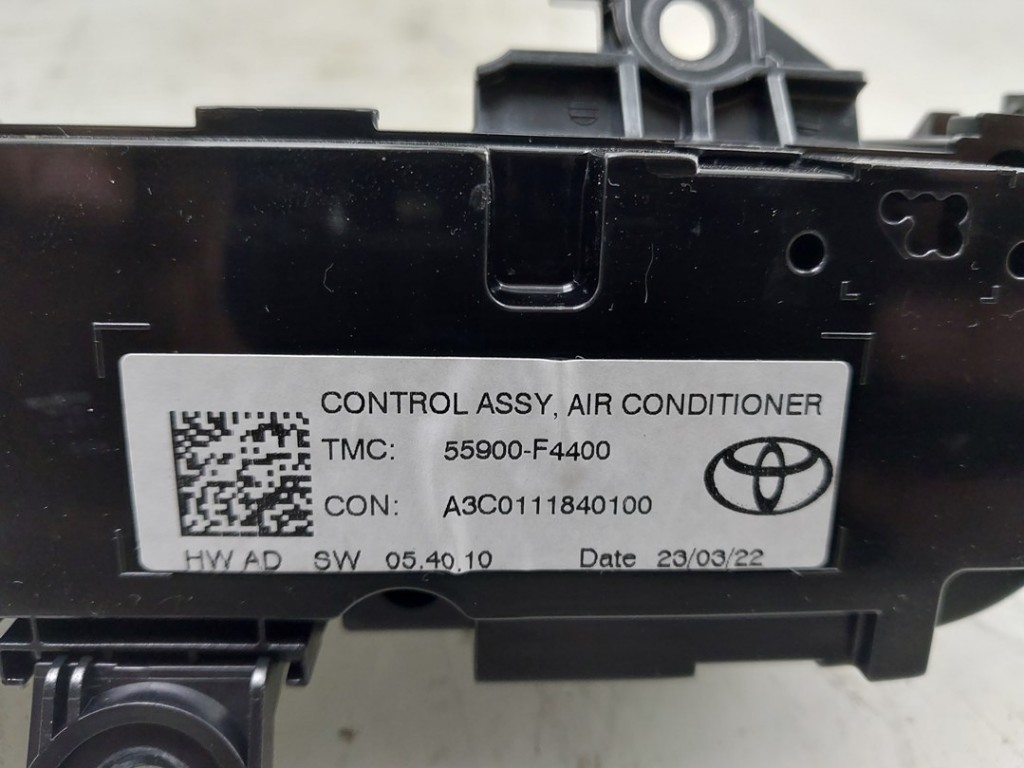 CONTROL ASSY, AIR CONDITIONER
TMC: 55900-F4400
CON: A3C0111840100
HW AD SW 05.40.10 Date 23/03/22